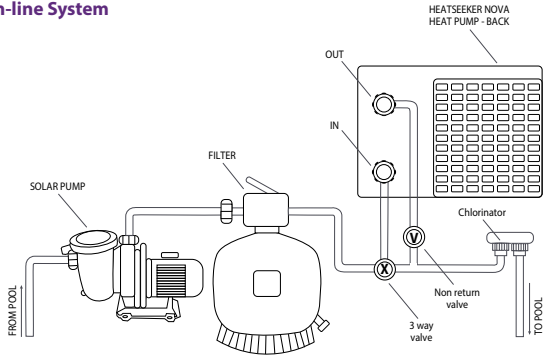 n-line System
HEATSEEKER NOVA
HEAT PUMP - BACK
OUT
IN
FILTER
SOLAR PUMP
Chlorinator
V
X
Non return
valve
3 way
valve
FROM POOL
TO POOL